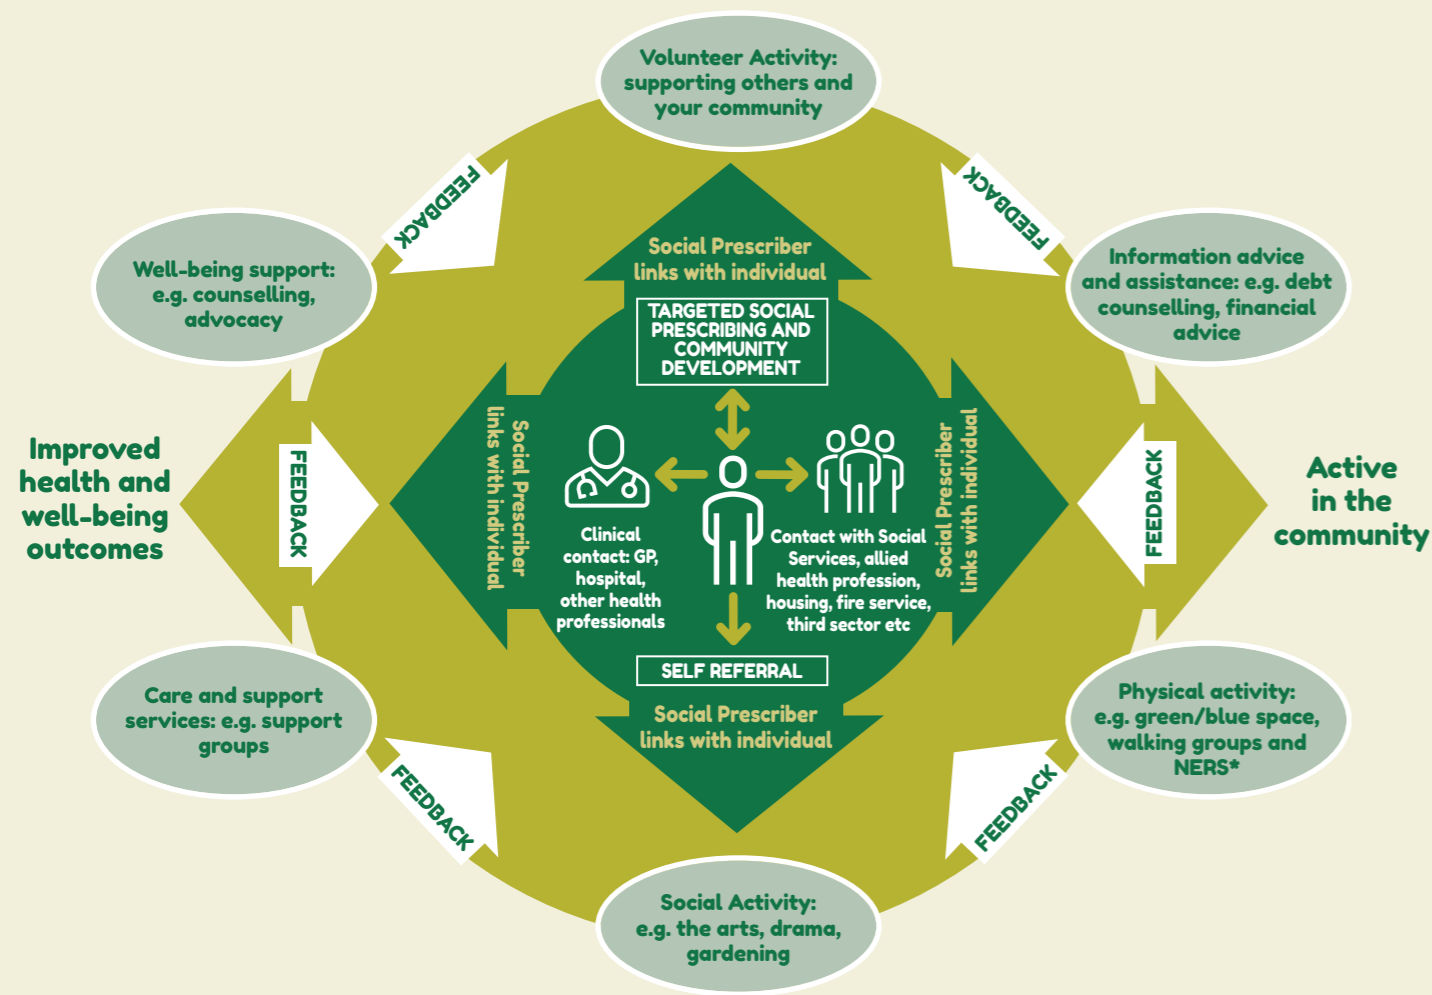 Volunteer Activity:
supporting others and
your community
FEEDBACK
FEEDBACK
Well-being support:
e.g. counselling,
advocacy
Information advice
and assistance: e.g. debt
counselling, financial
advice
Social Prescriber
links with individual
TARGETED SOCIAL
PRESCRIBING AND
COMMUNITY
DEVELOPMENT
Improved
health and
well-being
outcomes
FEEDBACK
Social Prescriber
links with individual
Clinical
contact: GP,
hospital,
other health
professionals
Contact with Social
Services, allied
health profession,
housing, fire service,
third sector etc
Social Prescriber
links with individual
FEEDBACK
Active
in the
community
SELF REFERRAL
Social Prescriber
links with individual
Care and support
services: e.g. support
groups
Physical activity:
e.g. green/blue space,
walking groups and
NERS*
FEEDBACK
FEEDBACK
Social Activity:
e.g. the arts, drama,
gardening